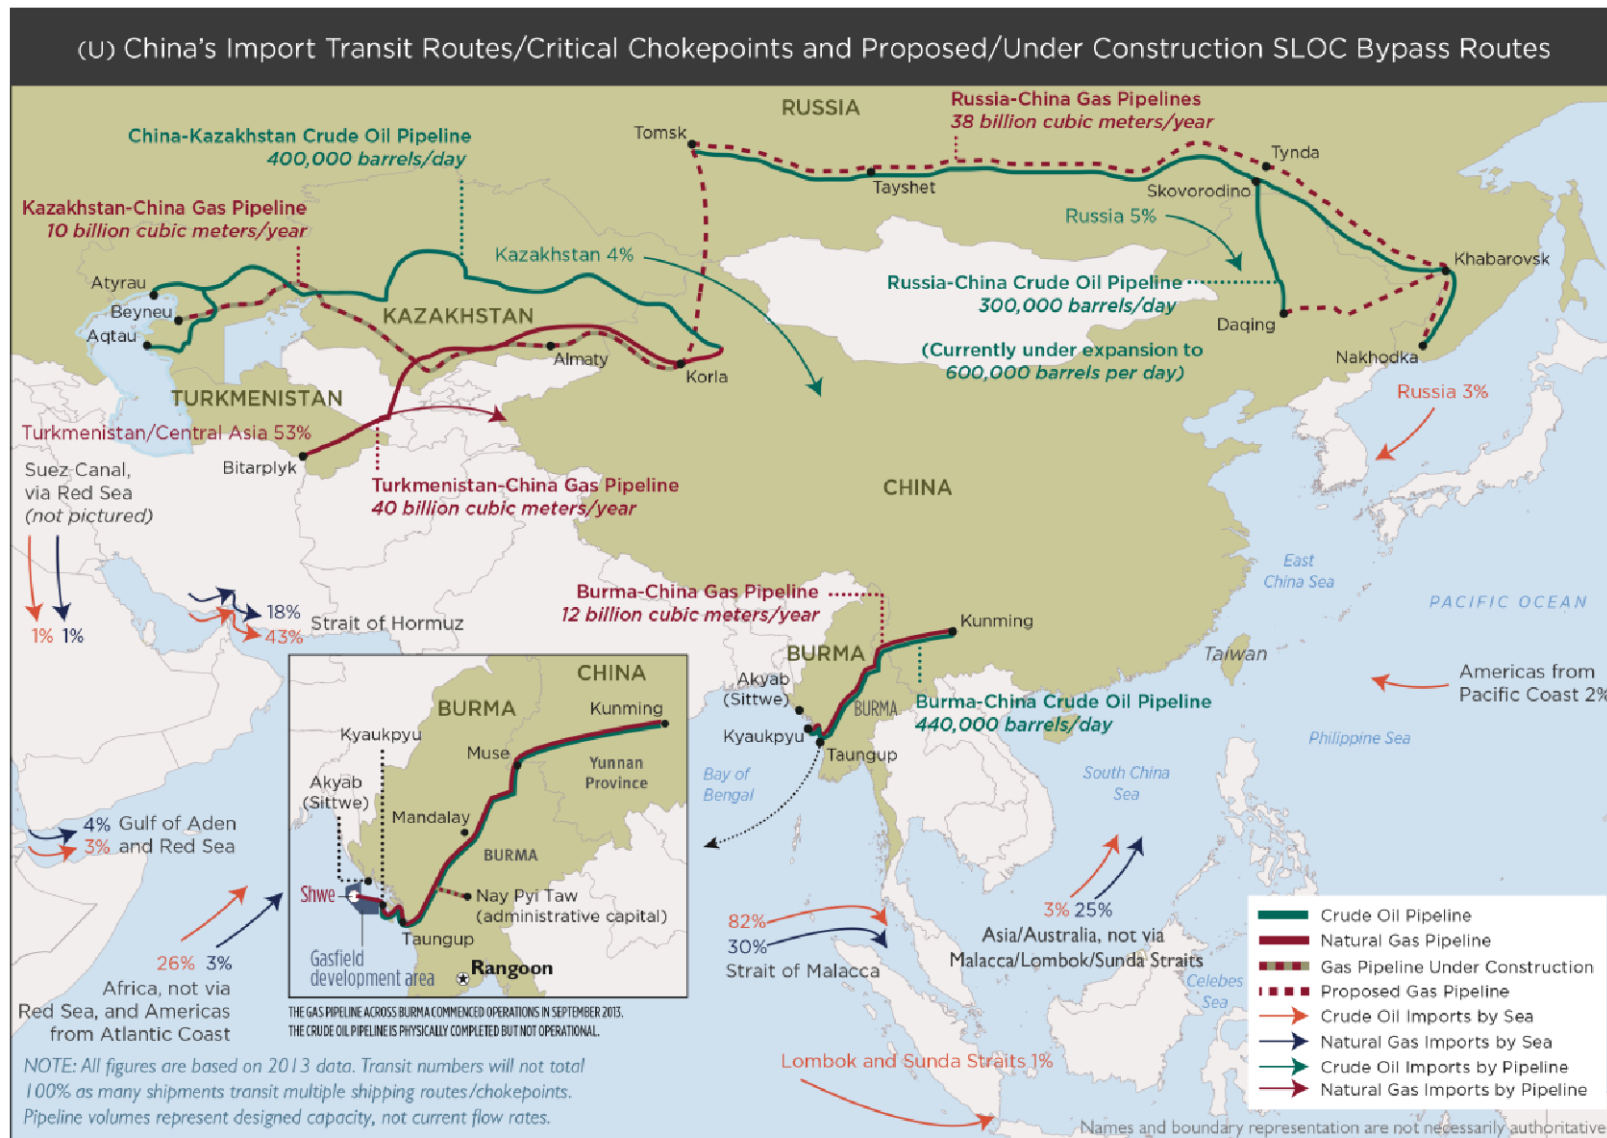 (U) China's Import Transit Routes/Critical Chokepoints and Proposed/Under Construction SLOC Bypass Routes
RUSSIA
Russia-China Gas Pipelines
38 billion cubic meters/year
China-Kazakhstan Crude Oil Pipeline
400,000 barrels/day
Tomsk
Tynda
Tayshet
Skovorodino
Kazakhstan-China Gas Pipeline
10 billion cubic meters/year
Russia 5%
Kazakhstan 4%
Khabarovsk
Atyrau
Beyneu
Aqtau
Russia-China Crude Oil Pipeline
300,000 barrels/day
KAZAKHSTAN
Daqing
(Currently under expansion to
600,000 barrels per day)
Almaty
Nakhodka
Korla
TURKMENISTAN
Russia 3%
Turkmenistan/Central Asia 53%
Bitarplyk
Suez Canal,
via Red Sea
(not pictured)
Turkmenistan-China Gas Pipeline
40 billion cubic meters/year
CHINA
East
China Sea
PACIFIC OCEAN
Burma-China Gas Pipeline
12 billion cubic meters/year
1%
1%
18%
43%
Strait of Hormuz
Kunming
BURMA
Taiwan
Akyab
(Sittwe)
BURMA
Burma-China Crude Oil Pipeline
440,000 barrels/day
Kyaukpyu
Taungup
Americas from
Pacific Coast 2%
Philippine Sea
Bay of
Bengal
South China
Sea
CHINA
BURMA
Kunming
Kyaukpyu
Muse
Yunnan
Province
Akyab
(Sittwe)
Mandalay
BURMA
Shwe
Nay Pyi Taw
(administrative capital)
Taungup
Gasfield
development area
Rangoon
4%
3%
Gulf of Aden
and Red Sea
26%
3%
Africa, not via
Red Sea, and Americas
from Atlantic Coast
82%
30%
Strait of Malacca
3%
25%
Asia/Australia, not via
Malacca/Lombok/Sunda Straits
Celebes
Sea
THE GAS PIPELINE ACROSS BURMA COMMENCED OPERATIONS IN SEPTEMBER 2013.
THE CRUDE OIL PIPELINE IS PHYSICALLY COMPLETED BUT NOT OPERATIONAL.
NOTE: All figures are based on 2013 data. Transit numbers will not total
100% as many shipments transit multiple shipping routes/chokepoints.
Pipeline volumes represent designed capacity, not current flow rates.
Lombok and Sunda Straits 1%
Crude Oil Pipeline
Natural Gas Pipeline
Gas Pipeline Under Construction
Proposed Gas Pipeline
Crude Oil Imports by Sea
Natural Gas Imports by Sea
Crude Oil Imports by Pipeline
Natural Gas Imports by Pipeline
Names and boundary representation are not necessarily authoritative